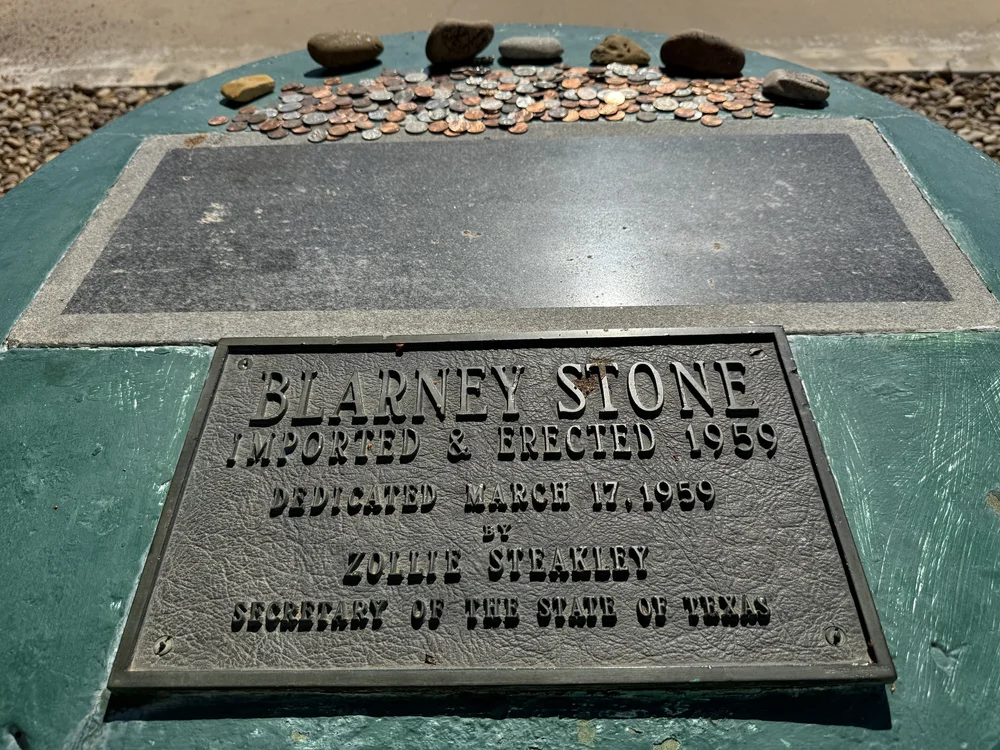 BLARNEY STONE
IMPORTED & ERECTED 1959
DEDICATED MARCH 17, 1959
BY
ZOLLIE STEAKLEY
SECRETARY OF THE STATE OF TEXAS